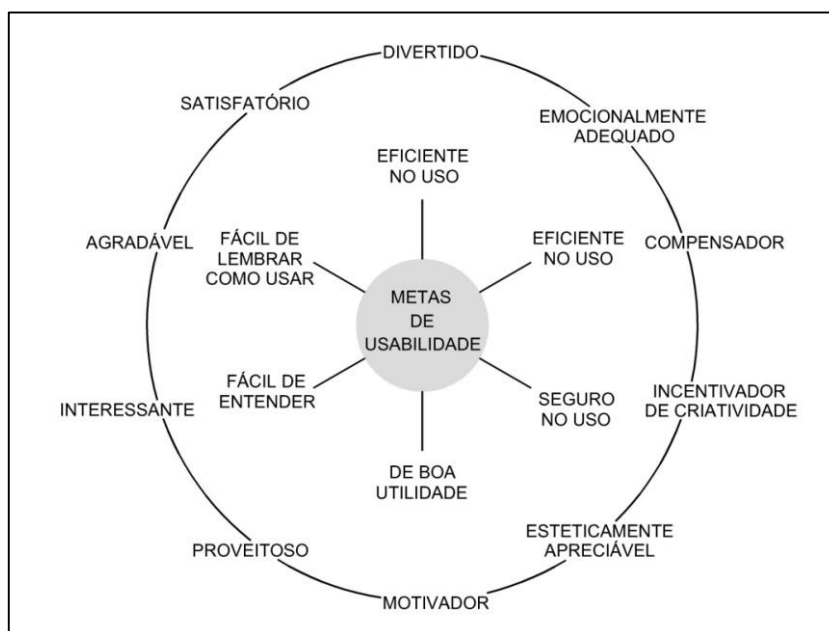 DIVERTIDO
SATISFATÓRIO
EMOCIONALMENTE
ADEQUADO
EFICIENTE
NO USO
AGRADÁVEL
FÁCIL DE
LEMBRAR
COMO USAR
EFICIENTE
NO USO
COMPENSADOR
METAS
DE
USABILIDADE
INTERESSANTE
FÁCIL DE
ENTENDER
SEGURO
NO USO
INCENTIVADOR
DE CRIATIVIDADE
DE BOA
UTILIDADE
PROVEITOSO
ESTETICAMENTE
APRECIÁVEL
MOTIVADOR